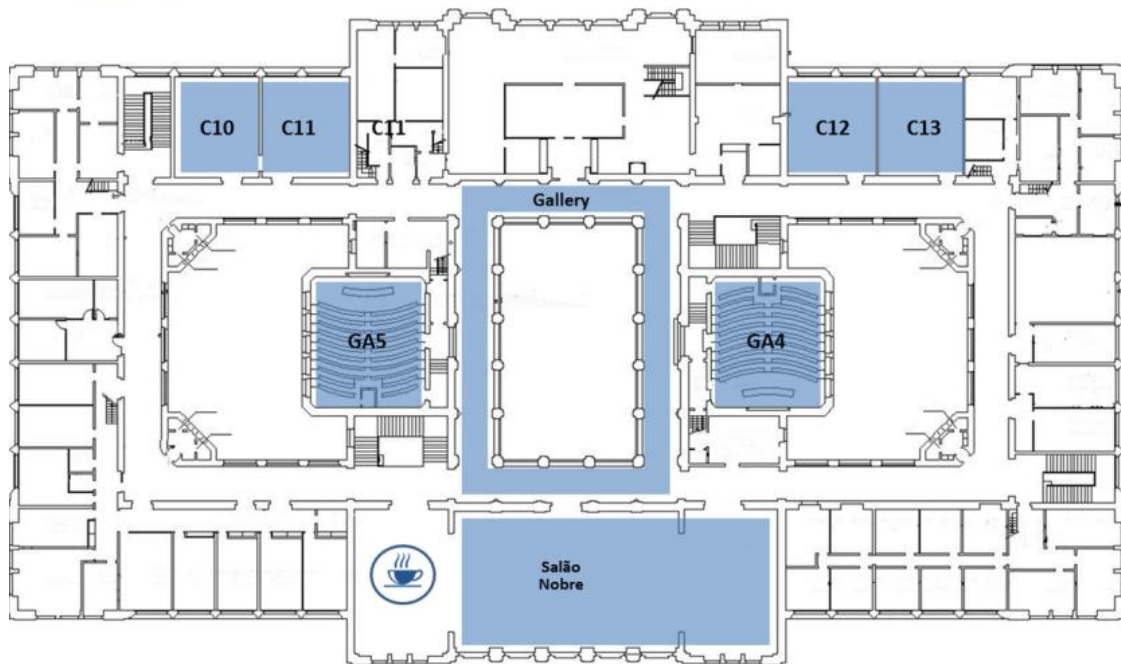 C10
C11
C11
C12
C13
Gallery
GA5
GA4
Salão
Nobre